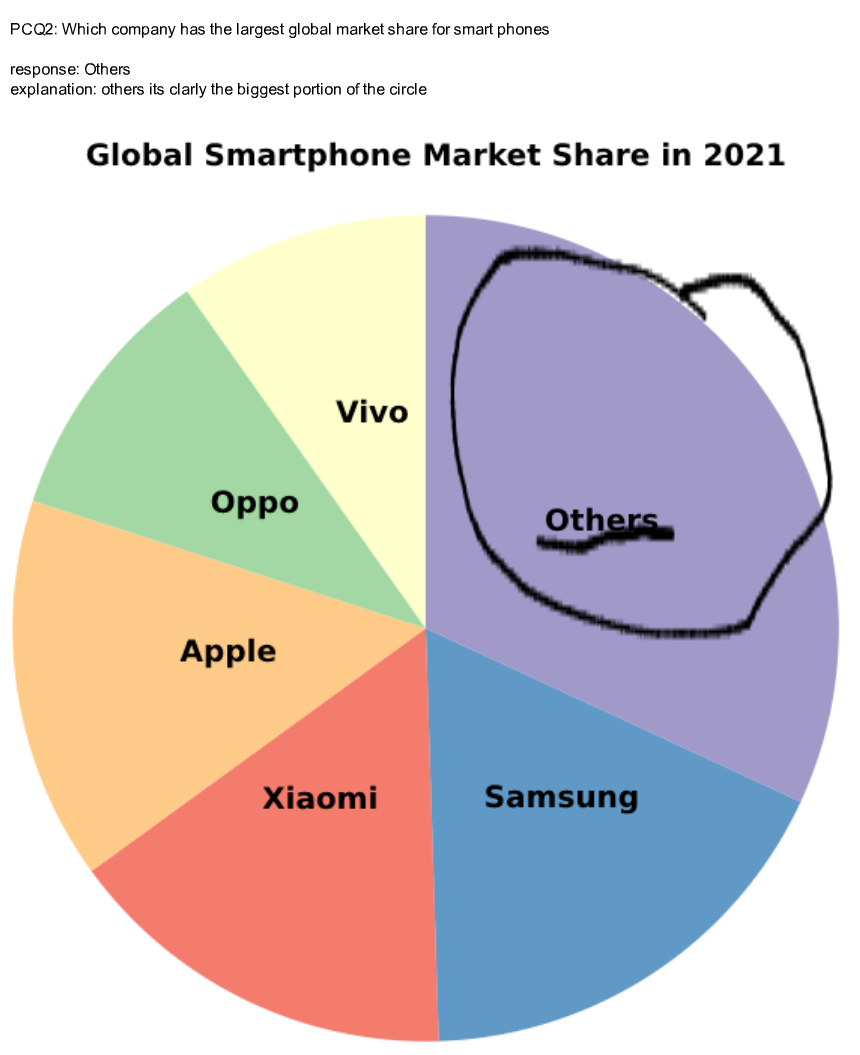 PCQ2: Which company has the largest global market share for smart phones
response: Others
explanation: others its clarly the biggest portion of the circle
Global Smartphone Market Share in 2021
Vivo
Oppo
Others
Apple
Xiaomi
Samsung